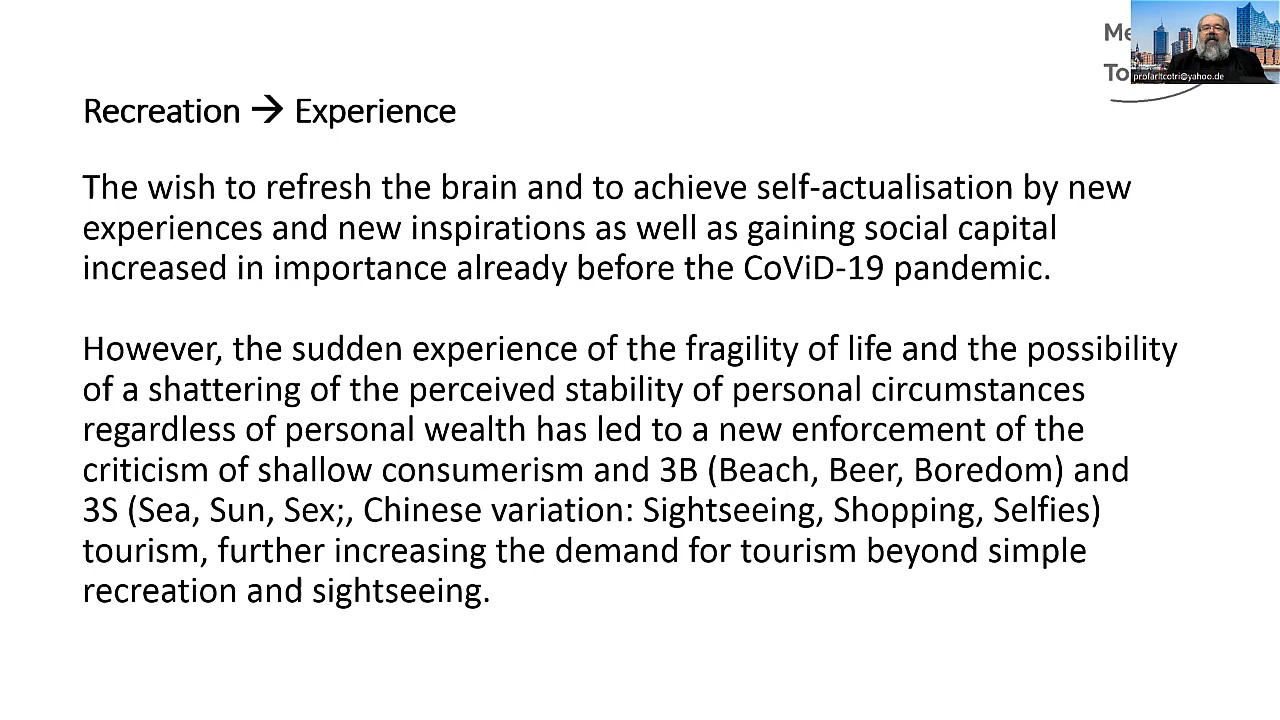 Me
To
profarltcotri@yahoo.de
Recreation → Experience
The wish to refresh the brain and to achieve self-actualisation by new
experiences and new inspirations as well as gaining social capital
increased in importance already before the CoViD-19 pandemic.
However, the sudden experience of the fragility of life and the possibility
of a shattering of the perceived stability of personal circumstances
regardless of personal wealth has led to a new enforcement of the
criticism of shallow consumerism and 3B (Beach, Beer, Boredom) and
3S (Sea, Sun, Sex;, Chinese variation: Sightseeing, Shopping, Selfies)
tourism, further increasing the demand for tourism beyond simple
recreation and sightseeing.